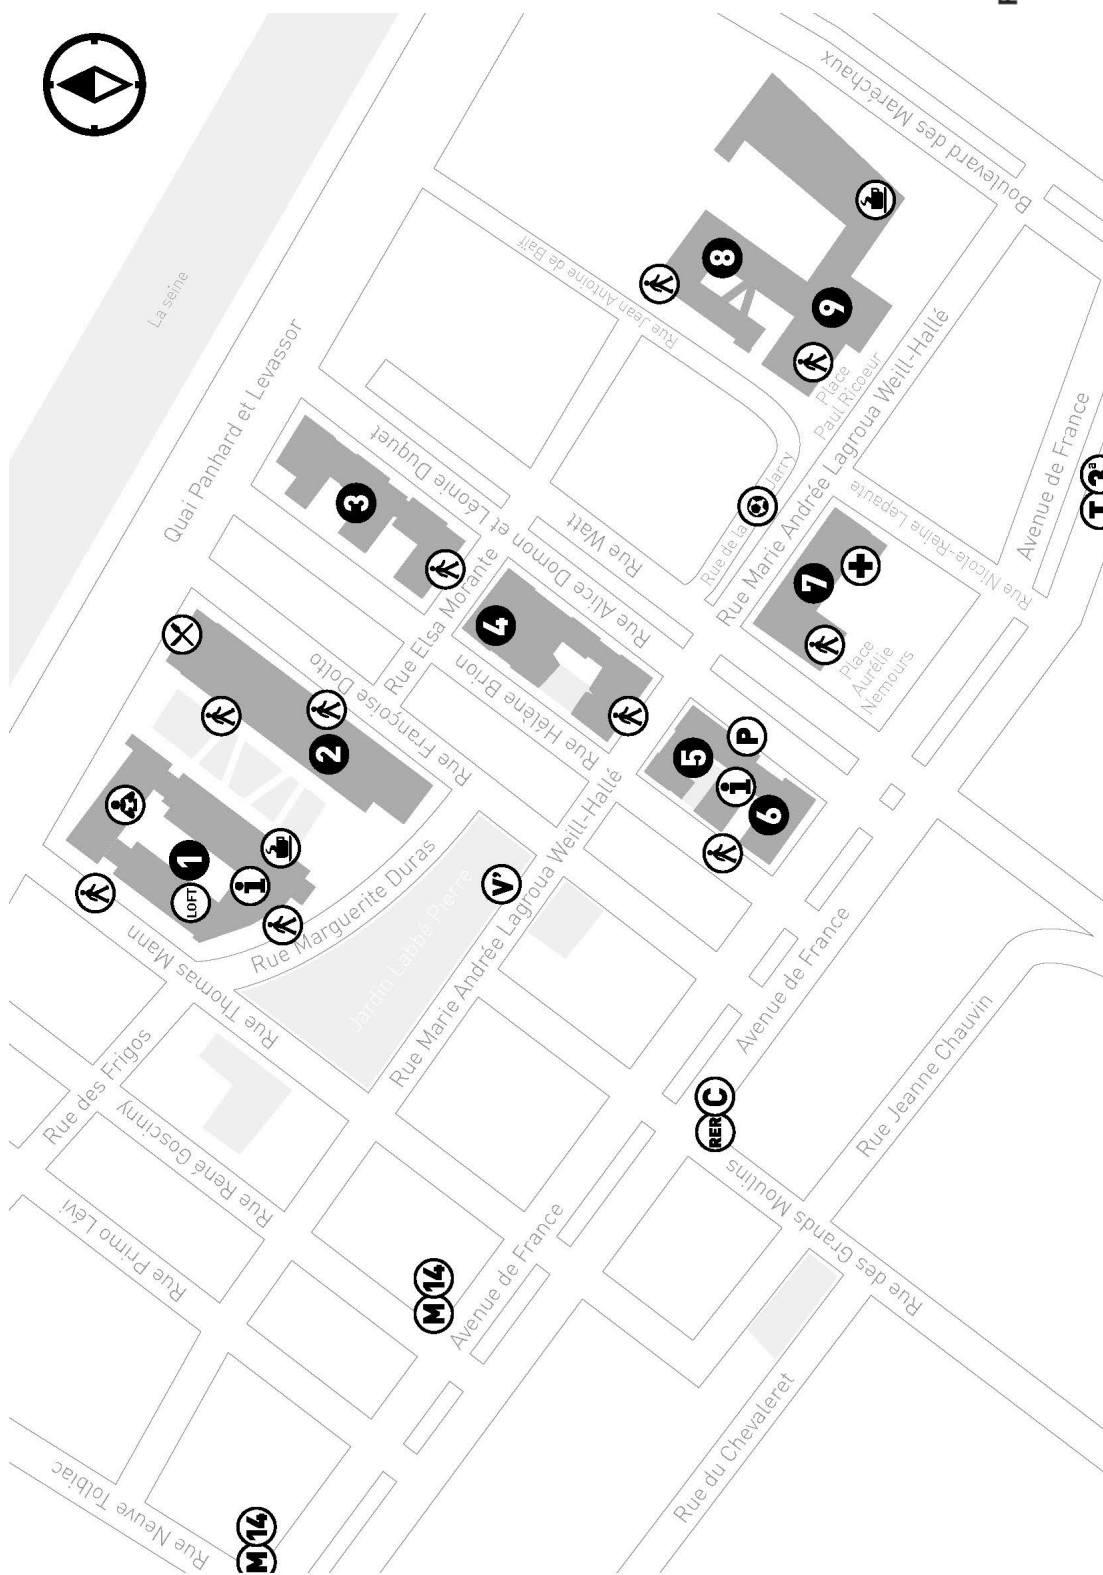 La seine
Quai Panhard et Levassor
Boulevard des Maréchaux
Rue Jean Antoine de Baïf
8
9
Place
Paul Ricoeur
Rue Marie Andrée Lagroua Weill-Hallé
Avenue de France
T 3a
Rue Nicole-Reine Lepaute
Rue de la Croix Jarry
7
Place
Aurélie
Nemours
Rue Watt
Rue Alice Domon et Léonie Duquet
3
Rue Elsa Morante
4
Rue Hélène Brion
Rue Françoise Dolto
2
1
LOFT
i
5
P
i
6
Rue Marguerite Duras
Jardin Labbé Pierre
V'
Rue Marie Andrée Lagroua Weill-Hallé
Rue Thomas Mann
Rue des Frigos
Rue René Goscinny
Rue Primo Lévi
Rue Neuve Tolbiac
M 14
M 14
Avenue de France
Avenue de France
RER C
Rue Jeanne Chauvin
Rue des Grands Moulins
Rue du Chevaleret